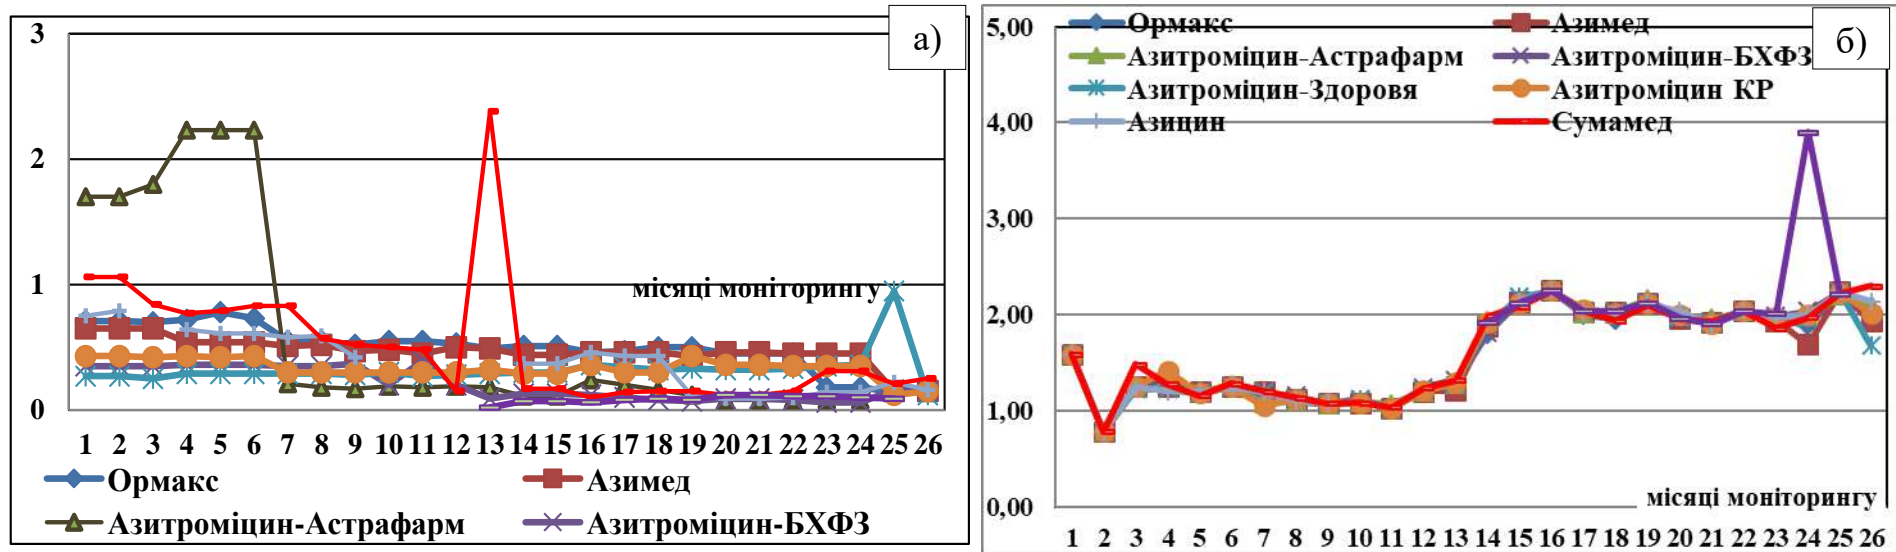 а)
3
2
1
0
місяці моніторингу
1 2 3 4 5 6 7 8 9 10 11 12 13 14 15 16 17 18 19 20 21 22 23 24 25 26
Ормакс Азимед
Азитроміцин-Астрафарм Азитроміцин-БХФЗ
б)
5,00
4,00
3,00
2,00
1,00
0,00
Ормакс Азимед
Азитроміцин-Астрафарм Азитроміцин-БХФЗ
Азитроміцин-Здоровя Азитроміцин КР
Азицин Сумамед
місяці моніторингу
1 2 3 4 5 6 7 8 9 10 11 12 13 14 15 16 17 18 19 20 21 22 23 24 25 26